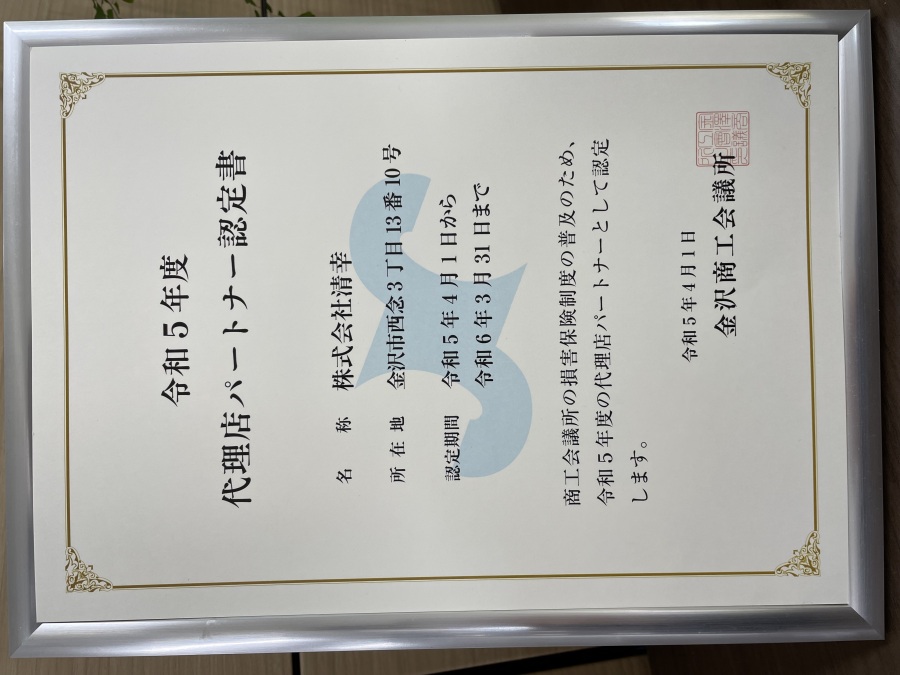 令和5年度
代理店パートナー認定書
名称 株式会社清幸
所在地 金沢市西念3丁目13番10号
認定期間 令和5年4月1日から
令和6年3月31日まで
商工会議所の損害保険制度の普及のため、
令和5年度の代理店パートナーとして認定
します。
令和5年4月1日
金沢商工会議所